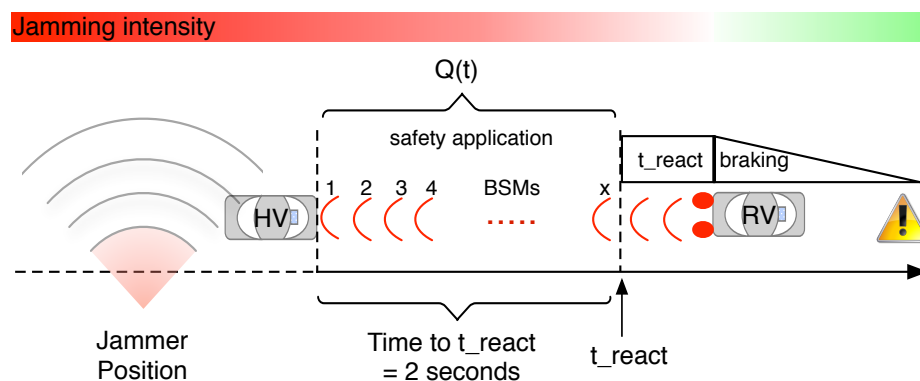 Jamming intensity
Q(t)
safety application
t_react
braking
1 2 3 4 BSMs x
HV
RV
Jammer
Position
Time to t_react
= 2 seconds
t_react